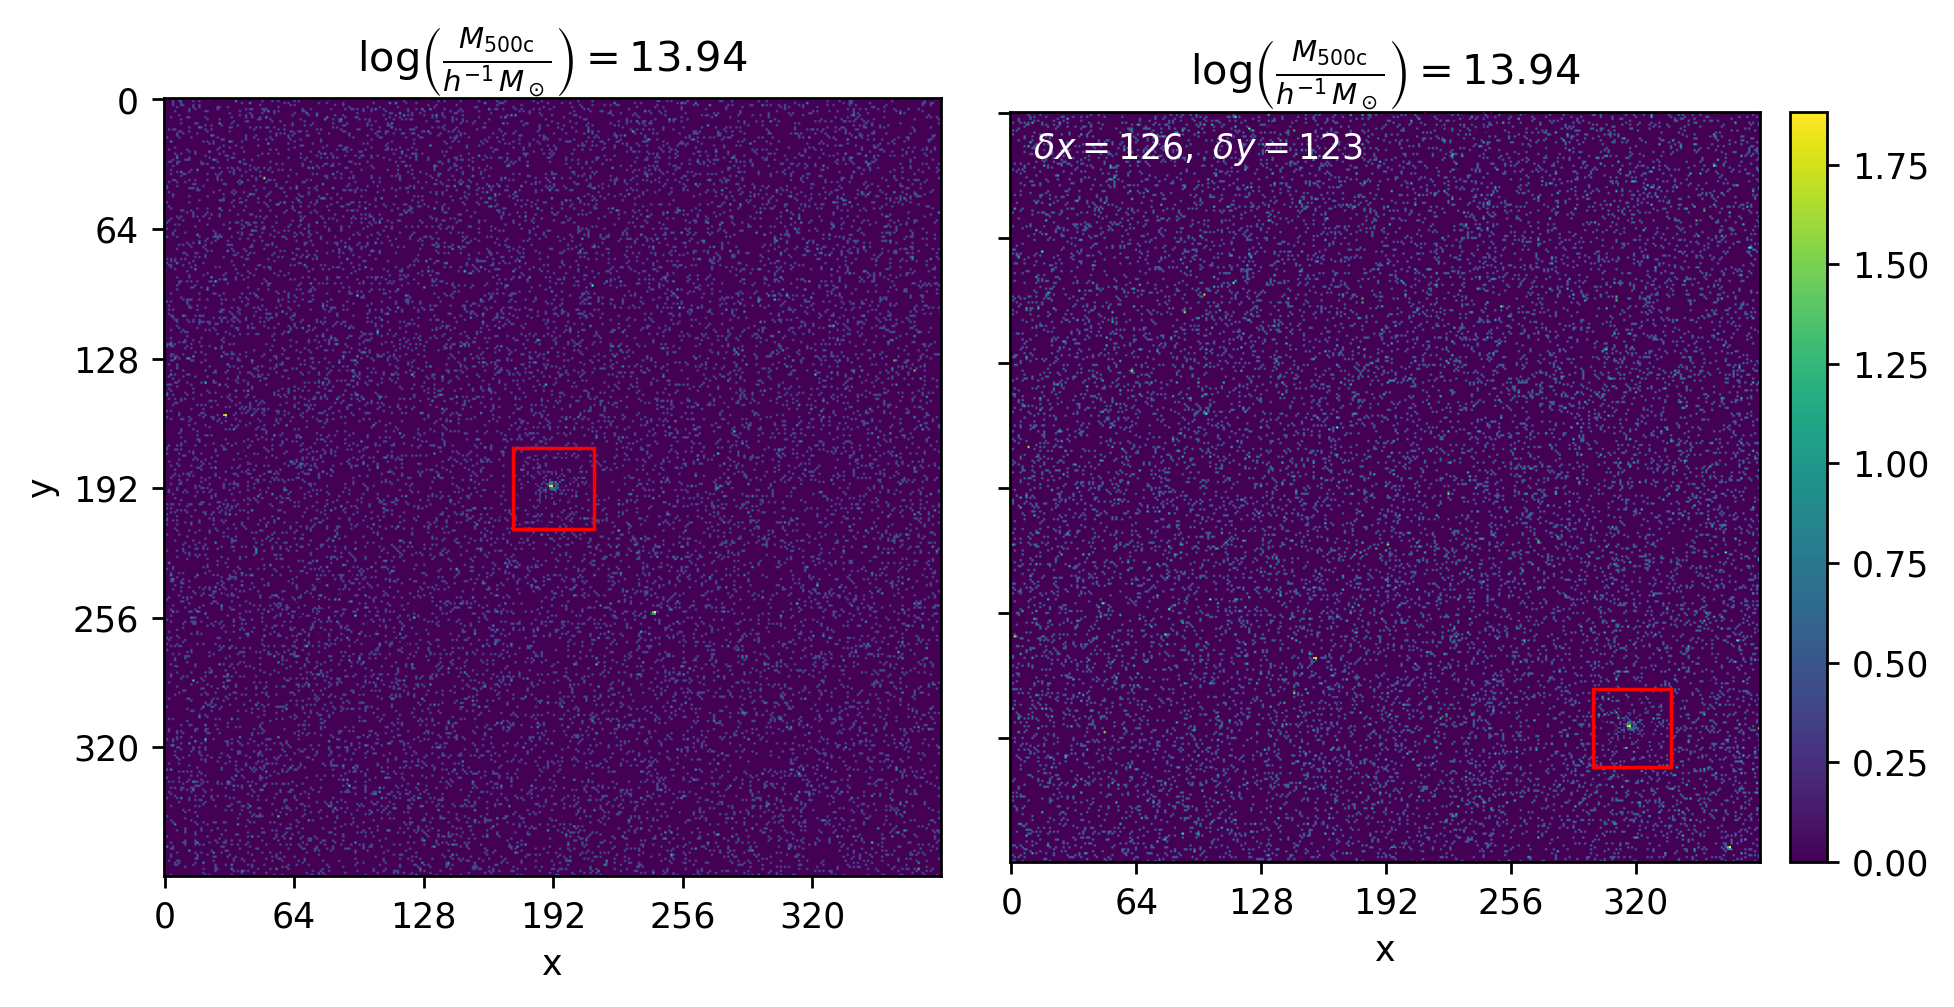 log(M500c / h⁻¹ M⊙) = 13.94
0
64
128
192
256
320
y
0 64 128 192 256 320
x
log(M500c / h⁻¹ M⊙) = 13.94
δx = 126, δy = 123
0 64 128 192 256 320
x
1.75
1.50
1.25
1.00
0.75
0.50
0.25
0.00